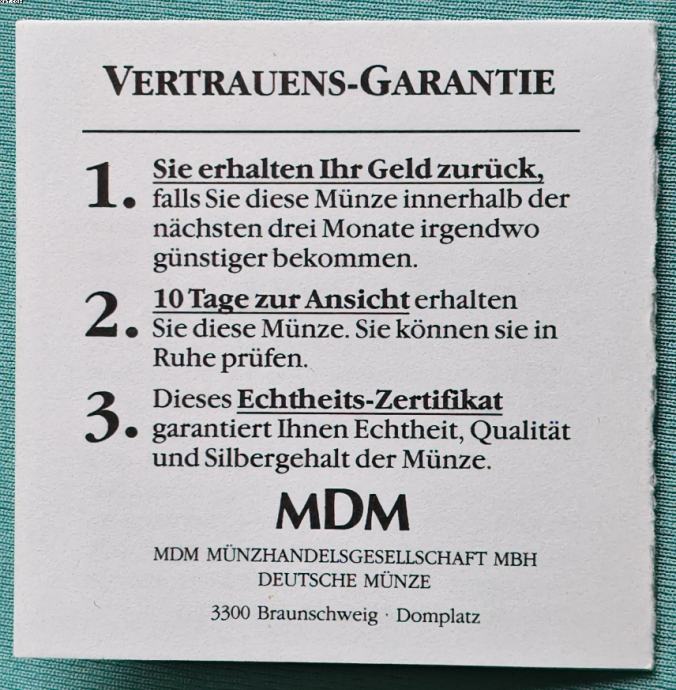 VERTRAUENS-GARANTIE
1. Sie erhalten Ihr Geld zurück,
falls Sie diese Münze innerhalb der
nächsten drei Monate irgendwo
günstiger bekommen.
2. 10 Tage zur Ansicht erhalten
Sie diese Münze. Sie können sie in
Ruhe prüfen.
3. Dieses Echtheits-Zertifikat
garantiert Ihnen Echtheit, Qualität
und Silbergehalt der Münze.
MDM
MDM MÜNZHANDELSGESELLSCHAFT MBH
DEUTSCHE MÜNZE
3300 Braunschweig · Domplatz